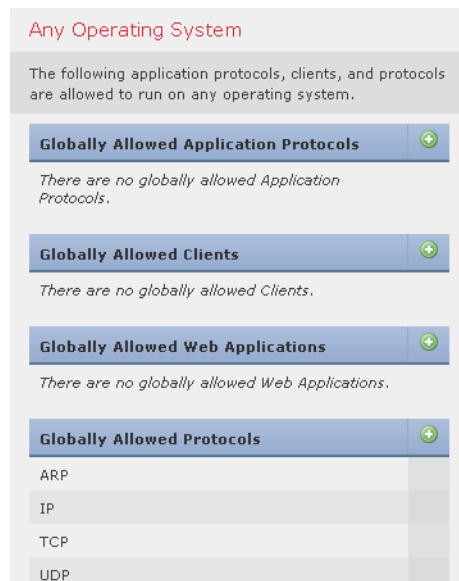 Any Operating System
The following application protocols, clients, and protocols
are allowed to run on any operating system.
Globally Allowed Application Protocols
There are no globally allowed Application
Protocols.
Globally Allowed Clients
There are no globally allowed Clients.
Globally Allowed Web Applications
There are no globally allowed Web Applications.
Globally Allowed Protocols
ARP
IP
TCP
UDP